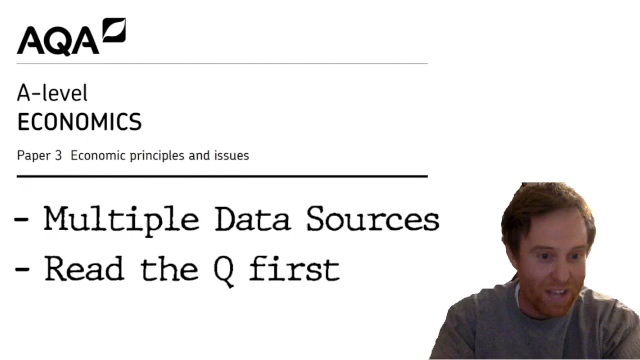 AQA
A-level
ECONOMICS
Paper 3 Economic principles and issues
- Multiple Data Sources
- Read the Q first